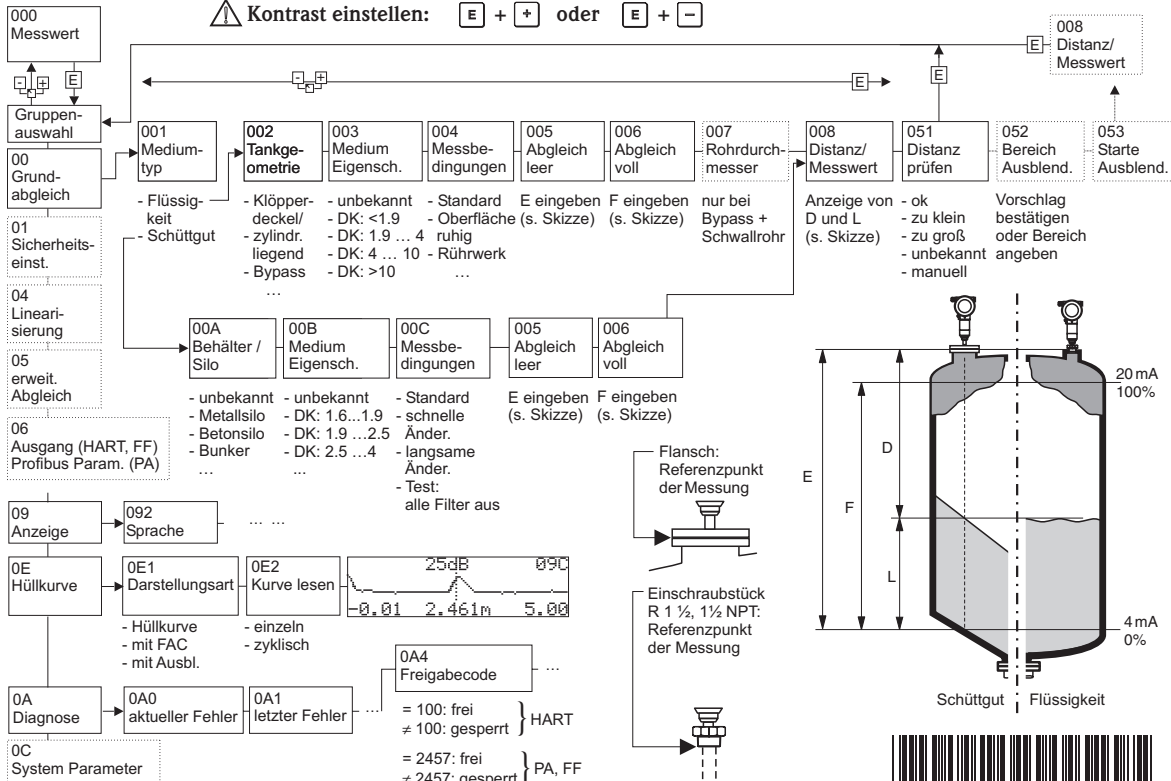 Kontrast einstellen: E + + oder E + -
000
Messwert
008
Distanz/
Messwert
- +
E
E
- +
E
E
Gruppen-
auswahl
00
Grund-
abgleich
001
Medium-
typ
002
Tankge-
ometrie
003
Medium
Eigensch.
004
Messbe-
dingungen
005
Abgleich
leer
006
Abgleich
voll
007
Rohrdurch-
messer
008
Distanz/
Messwert
051
Distanz
prüfen
052
Bereich
Ausblend.
053
Starte
Ausblend.
- Flüssig-
keit
- Schüttgut
- Klöpper-
deckel/
- zylindr.
liegend
- Bypass
...
- unbekannt
- DK: <1.9
- DK: 1.9 ... 4
- DK: 4 ... 10
- DK: >10
- Standard
- Oberfläche
ruhig
- Rührwerk
...
E eingeben
(s. Skizze)
F eingeben
(s. Skizze)
nur bei
Bypass +
Schwallrohr
Anzeige von
D und L
(s. Skizze)
- ok
- zu klein
- zu groß
- unbekannt
- manuell
Vorschlag
bestätigen
oder Bereich
angeben
01
Sicherheits-
einst.
04
Lineari-
sierung
05
erweit.
Abgleich
06
Ausgang (HART, FF)
Profibus Param. (PA)
00A
Behälter /
Silo
00B
Medium
Eigensch.
00C
Messbe-
dingungen
005
Abgleich
leer
006
Abgleich
voll
- unbekannt
- Metallsilo
- Betonsilo
- Bunker
...
- unbekannt
- DK: 1.6...1.9
- DK: 1.9 ...2.5
- DK: 2.5 ...4
...
- Standard
- schnelle
Änder.
- langsame
Änder.
- Test:
alle Filter aus
E eingeben
(s. Skizze)
F eingeben
(s. Skizze)
09
Anzeige
092
Sprache
... ...
0E
Hüllkurve
0E1
Darstellungsart
0E2
Kurve lesen
25dB 09C
-0.01 2.461m 5.00
- Hüllkurve
- mit FAC
- mit Ausbl.
- einzeln
- zyklisch
0A
Diagnose
0A0
aktueller Fehler
0A1
letzter Fehler
...
0A4
Freigabecode
...
= 100: frei
≠ 100: gesperrt
} HART
= 2457: frei
≠ 2457: gesperrt
} PA, FF
0C
System Parameter
Flansch:
Referenzpunkt
der Messung
Einschraubstück
R 1 ½, 1½ NPT:
Referenzpunkt
der Messung
20 mA
100%
D
E
F
L
4 mA
0%
Schüttgut
Flüssigkeit